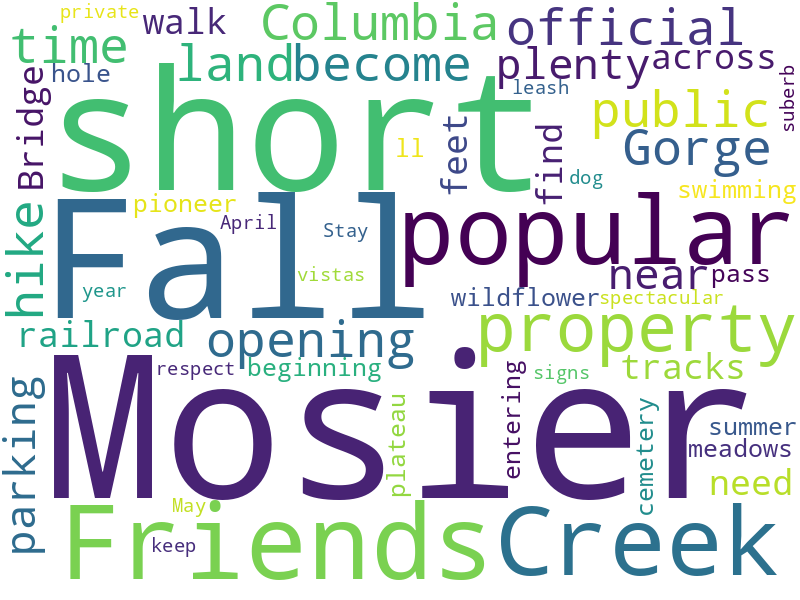 private
walk
Columbia
official
time
land
become
plenty
across
suberb
Bridge
hole
short
leash
public
ll
feet
find
Gorge
dog
swimming
hike
pioneer
April
Stay
Fall
popular
near
pass
year
vistas
wildflower
spectacular
railroad
opening
property
respect
beginning
tracks
signs
entering
Mosier
plateau
parking
cemetery
summer
meadows
need
May
Friends
Creek
keep